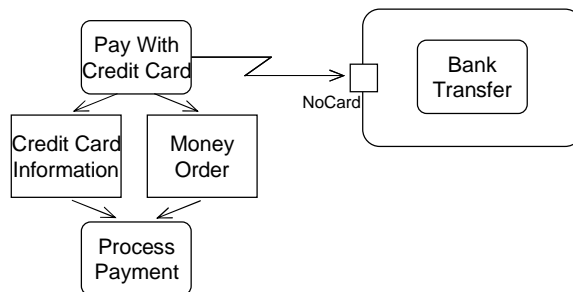 Pay With
Credit Card
NoCard
Bank
Transfer
Credit Card
Information
Money
Order
Process
Payment